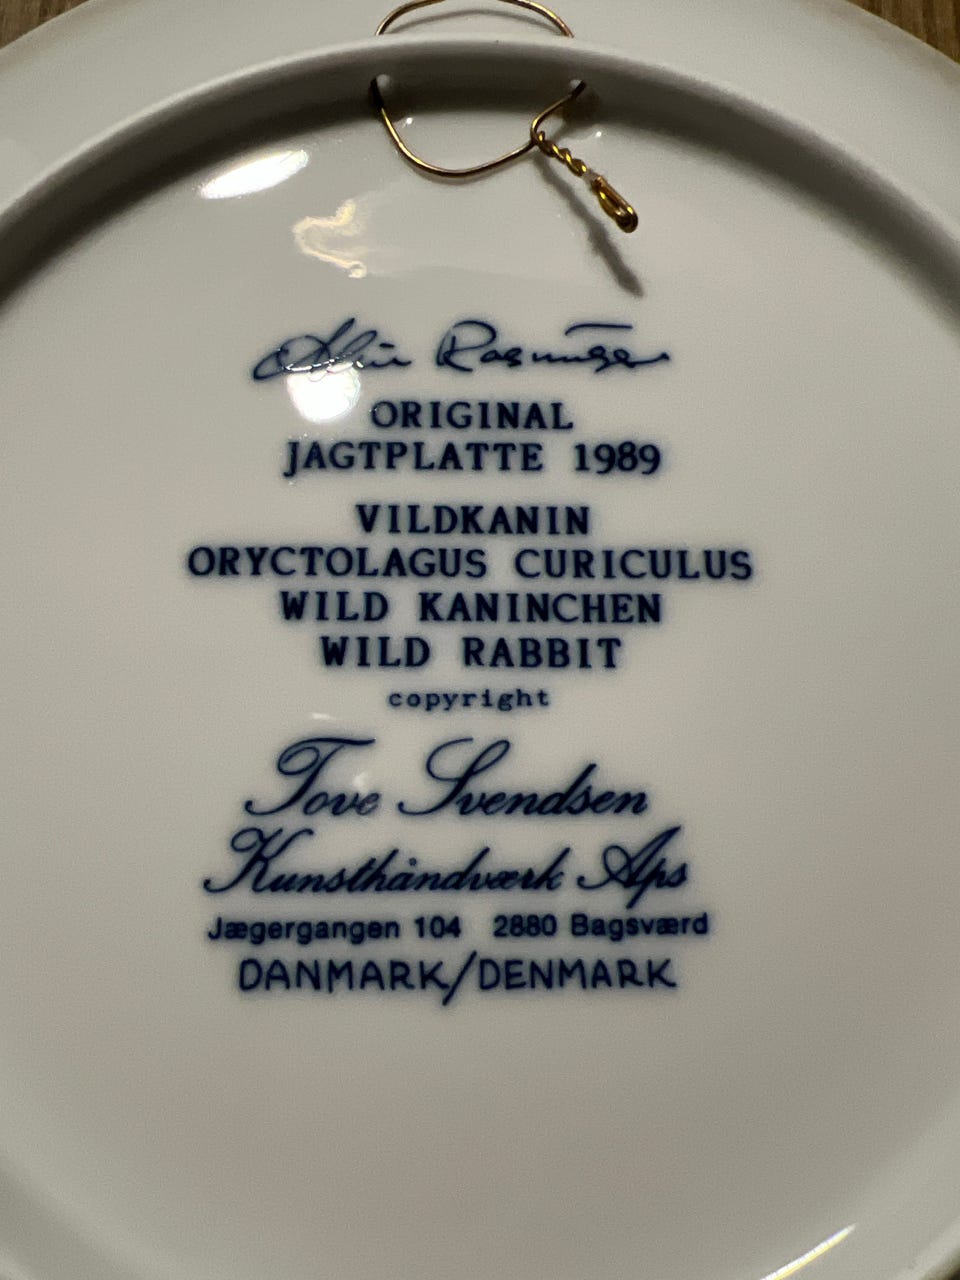 Rasmussen
ORIGINAL
JAGTPLATTE 1989
VILDKANIN
ORYCTOLAGUS CURICULUS
WILD KANINCHEN
WILD RABBIT
copyright
Tove Svendsen
Kunsthåndværk Aps
Jægergangen 104 2880 Bagsværd
DANMARK/DENMARK